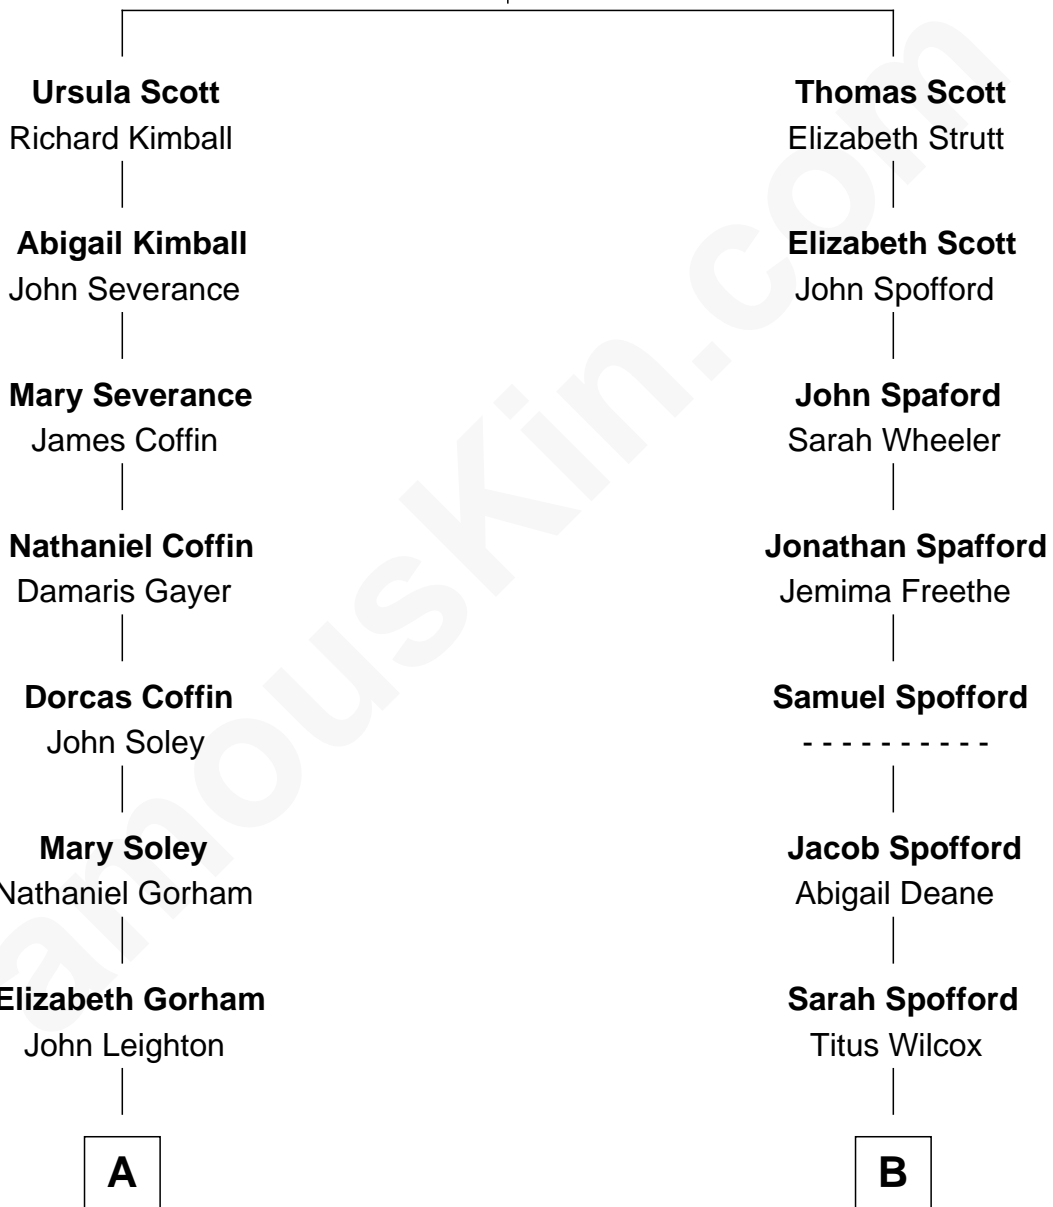 Ursula Scott
Richard Kimball
Abigail Kimball
John Severance
Mary Severance
James Coffin
Nathaniel Coffin
Damaris Gayer
Dorcas Coffin
John Soley
Mary Soley
Nathaniel Gorham
Elizabeth Gorham
John Leighton
A
Thomas Scott
Elizabeth Strutt
Elizabeth Scott
John Spofford
John Spaford
Sarah Wheeler
Jonathan Spafford
Jemima Freethe
Samuel Spofford
- - - - - - - - - -
Jacob Spofford
Abigail Deane
Sarah Spofford
Titus Wilcox
B
amouskin.com